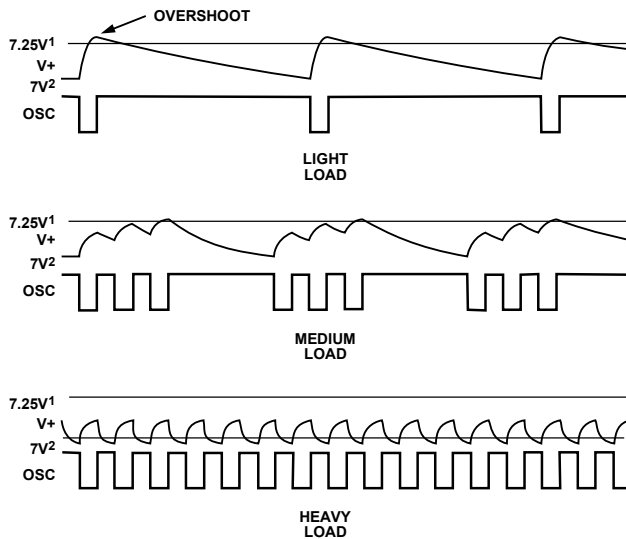 OVERSHOOT
7.25V1
V+
7V2
OSC
LIGHT
LOAD
7.25V1
V+
7V2
OSC
MEDIUM
LOAD
7.25V1
V+
7V2
OSC
HEAVY
LOAD